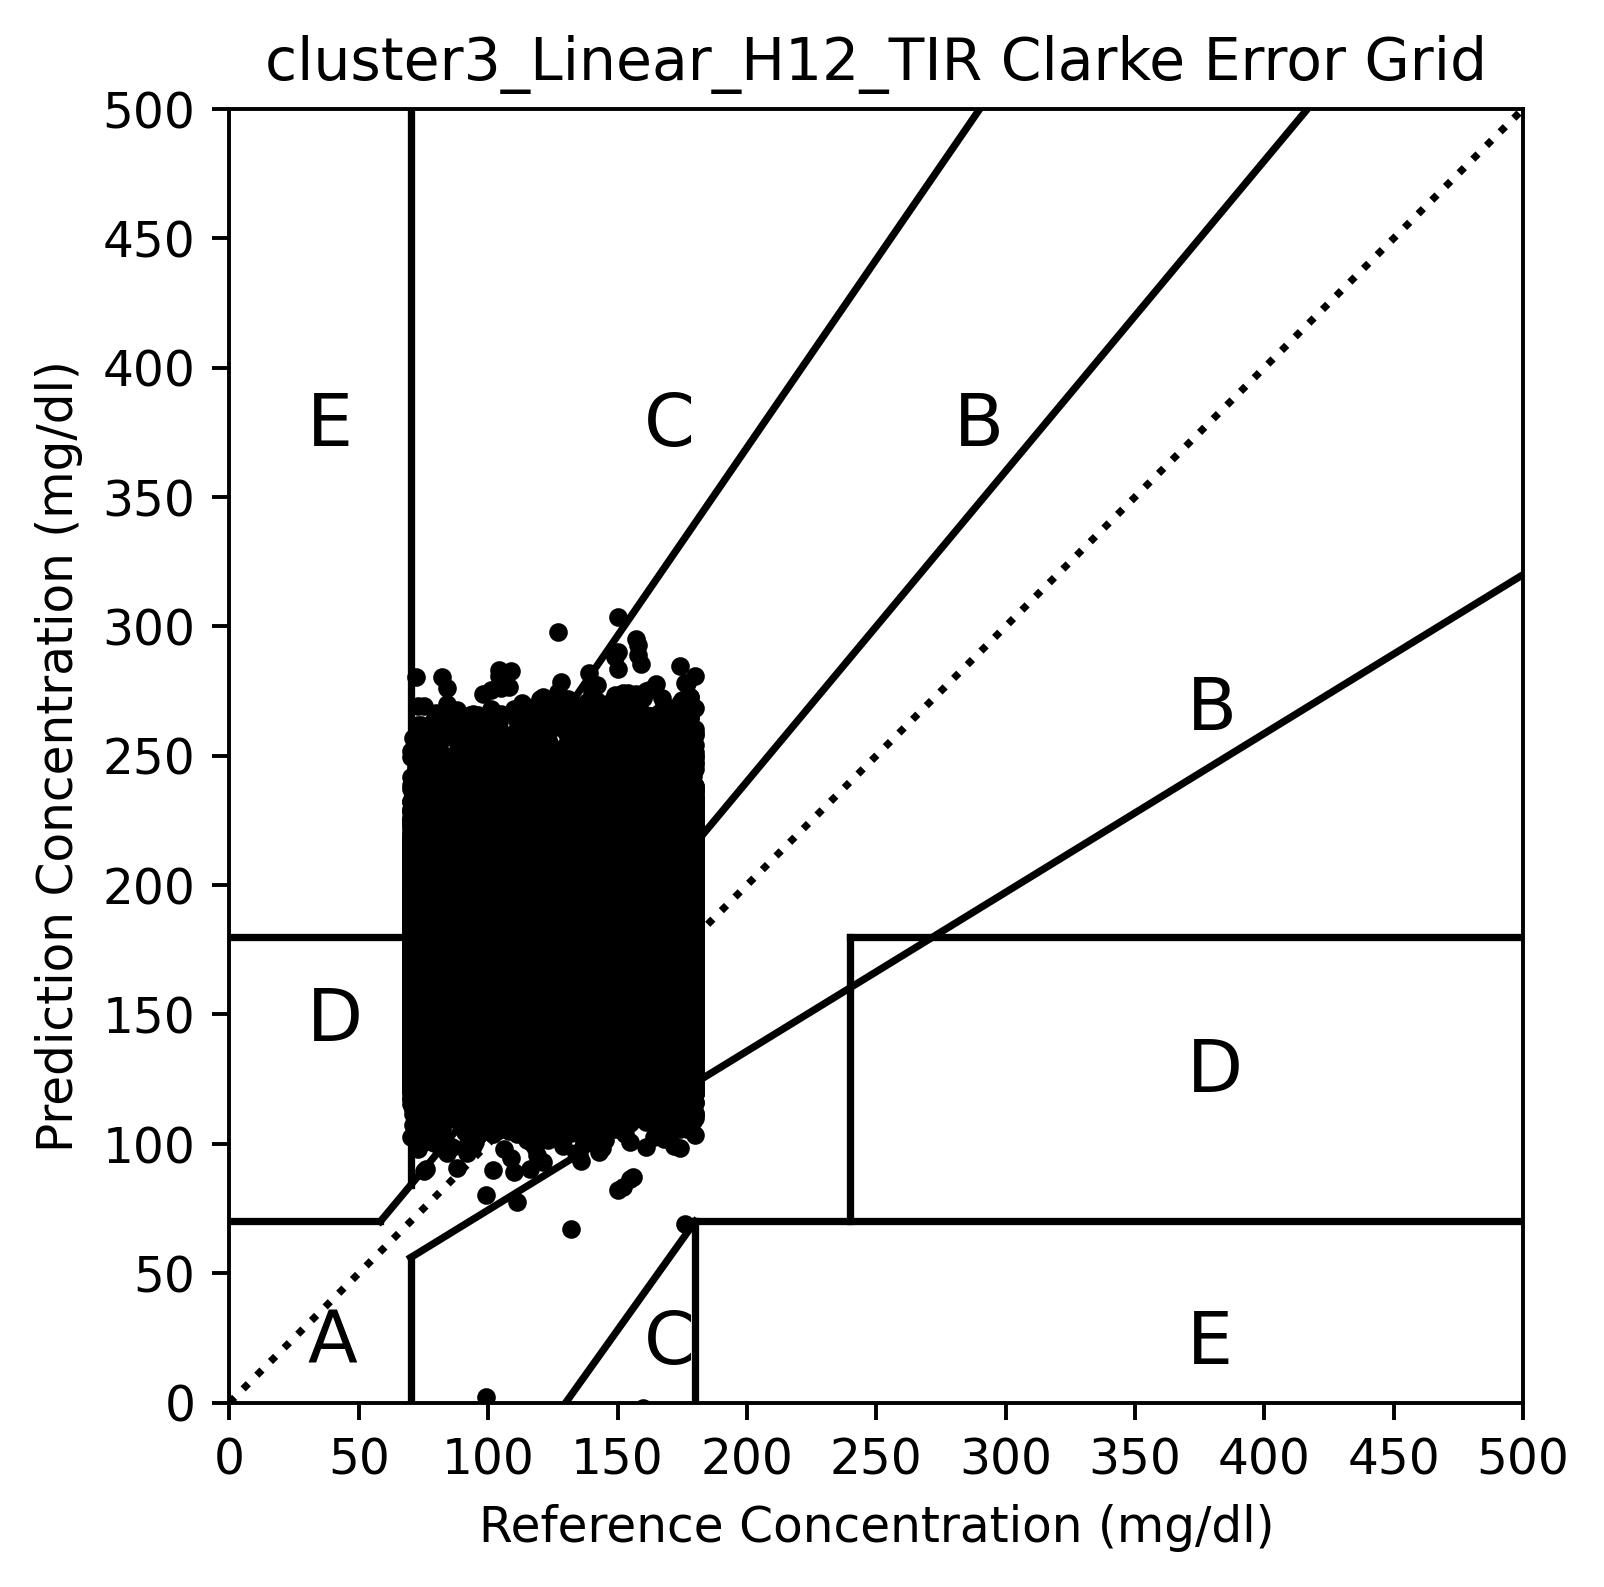 cluster3_Linear_H12_TIR Clarke Error Grid
500
450
400
350
300
250
200
150
100
50
0
Prediction Concentration (mg/dl)
E
C
B
B
D
D
A
C
E
0 50 100 150 200 250 300 350 400 450 500
Reference Concentration (mg/dl)